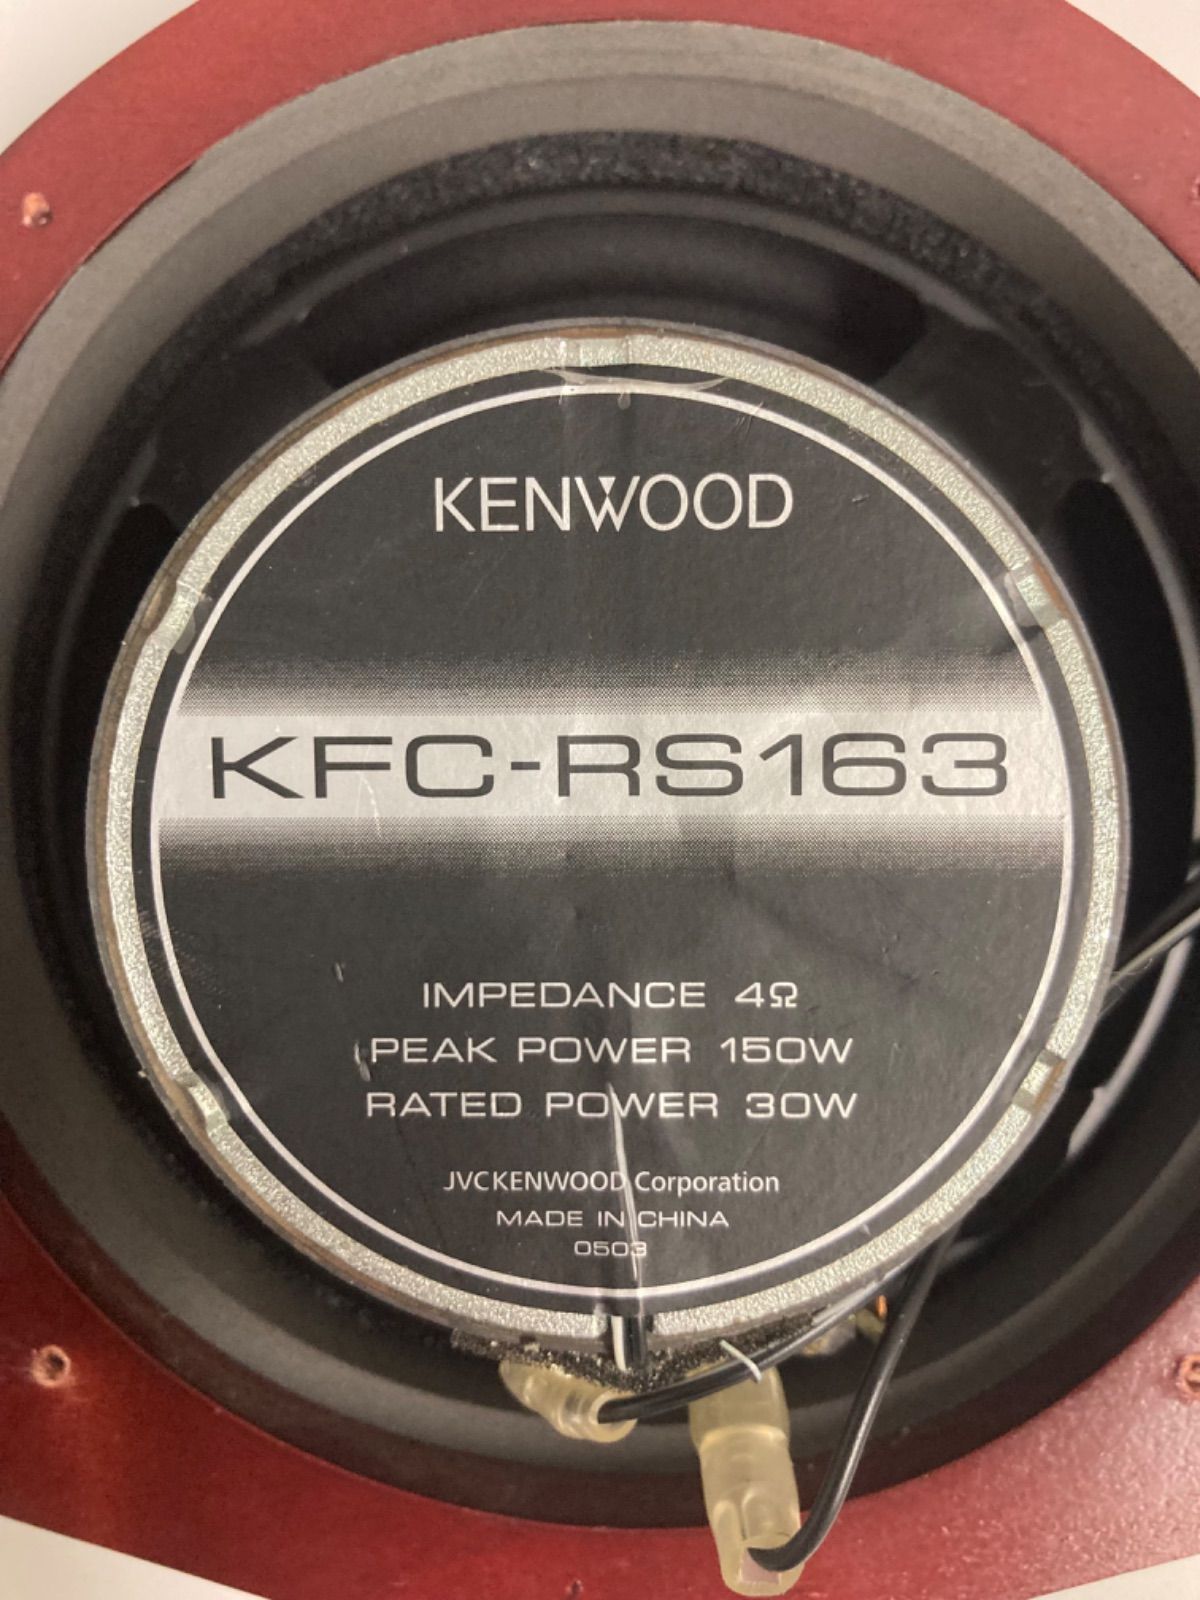 KENWOOD
KFC-RS163
IMPEDANCE 4Ω
PEAK POWER 150W
RATED POWER 30W
JVCKENWOOD Corporation
MADE IN CHINA
0503